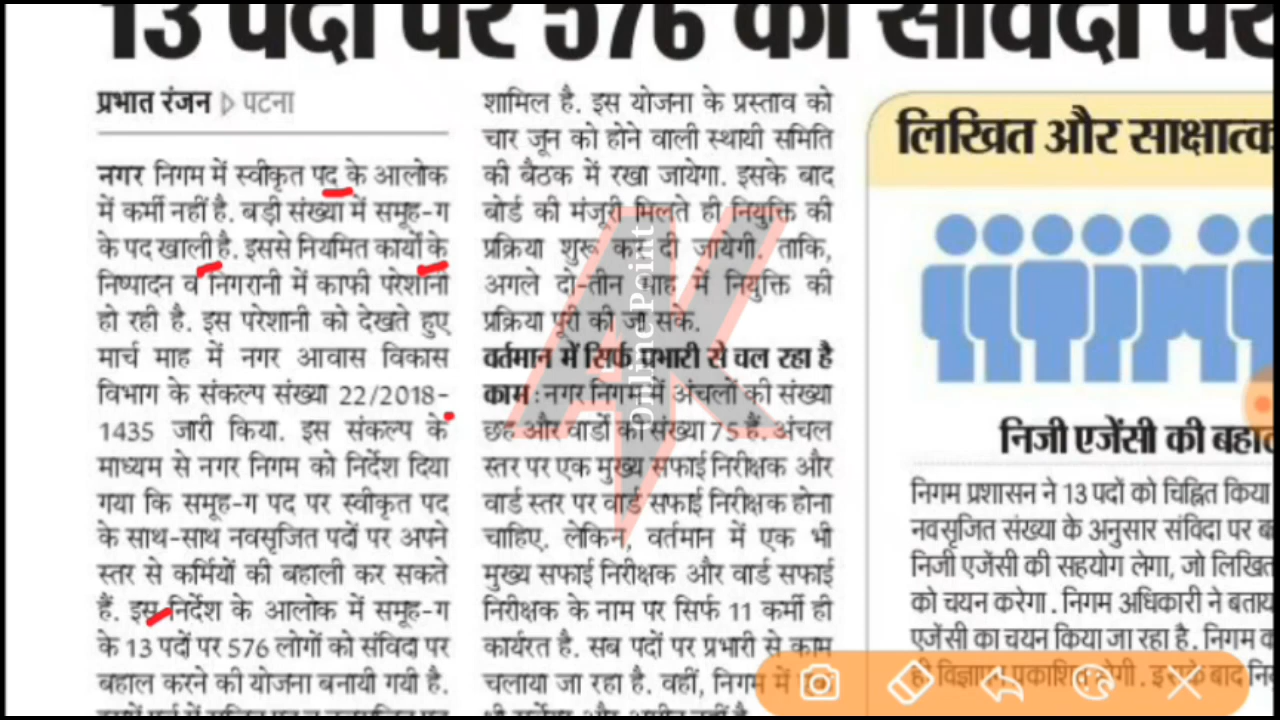 13 पदों पर 576 की संविदा पर
प्रभात रंजन ▷ पटना
नगर निगम में स्वीकृत पद के आलोक
में कर्मी नहीं है. बड़ी संख्या में समूह-ग
के पद खाली है. इससे नियमित कार्यों के
निष्पादन व निगरानी में काफी परेशानी
हो रही है. इस परेशानी को देखते हुए
मार्च माह में नगर आवास विकास
विभाग के संकल्प संख्या 22/2018-
1435 जारी किया. इस संकल्प के
माध्यम से नगर निगम को निर्देश दिया
गया कि समूह-ग पद पर स्वीकृत पद
के साथ-साथ नवसृजित पदों पर अपने
स्तर से कर्मियों की बहाली कर सकते
हैं. इस निर्देश के आलोक में समूह-ग
के 13 पदों पर 576 लोगों को संविदा पर
बहाल करने की योजना बनायी गयी है.
शामिल है. इस योजना के प्रस्ताव को
चार जून को होने वाली स्थायी समिति
की बैठक में रखा जायेगा. इसके बाद
बोर्ड की मंजूरी मिलते ही नियुक्ति की
प्रक्रिया शुरू कर दी जायेगी. ताकि,
अगले दो-तीन माह में नियुक्ति की
प्रक्रिया पूरी की जा सके.
वर्तमान में सिर्फ प्रभारी से चल रहा है
काम : नगर निगम में अंचलों की संख्या
छह और वार्डों की संख्या 75 है. अंचल
स्तर पर एक मुख्य सफाई निरीक्षक और
वार्ड स्तर पर वार्ड सफाई निरीक्षक होना
चाहिए. लेकिन, वर्तमान में एक भी
मुख्य सफाई निरीक्षक और वार्ड सफाई
निरीक्षक के नाम पर सिर्फ 11 कर्मी ही
कार्यरत है. सब पदों पर प्रभारी से काम
चलाया जा रहा है. वहीं, निगम में एक
AK
Online Point
लिखित और साक्षात्क
निजी एजेंसी की बहाल
निगम प्रशासन ने 13 पदों को चिह्नित किया
नवसृजित संख्या के अनुसार संविदा पर ब
निजी एजेंसी की सहयोग लेगा, जो लिखित
को चयन करेगा. निगम अधिकारी ने बताय
एजेंसी का चयन किया जा रहा है. निगम क
ही विज्ञापन प्रकाशित होगी. इसके बाद नि